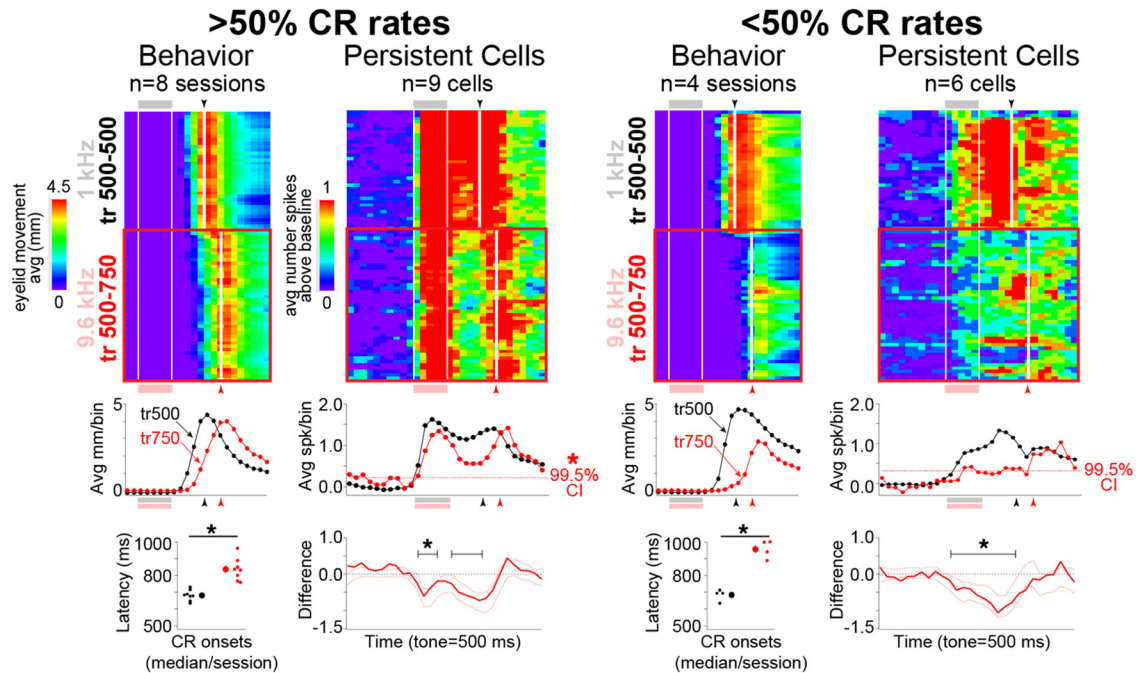 >50% CR rates
Behavior
n=8 sessions
Persistent Cells
n=9 cells
1 kHz
tr 500-500
9.6 kHz
tr 500-750
eyelid movement
avg (mm)
4.5
0
avg number spikes
above baseline
1
0
Avg mm/bin
5
0
tr500
tr750
Avg spk/bin
2.0
1.0
0.0
*
99.5%
CI
Latency (ms)
1000
800
500
*
CR onsets
(median/session)
Difference
1.0
0.0
-1.5
*
Time (tone=500 ms)
<50% CR rates
Behavior
n=4 sessions
Persistent Cells
n=6 cells
1 kHz
tr 500-500
9.6 kHz
tr 500-750
Avg mm/bin
5
0
tr500
tr750
Avg spk/bin
2.0
1.0
0.0
99.5%
CI
Latency (ms)
1000
800
500
*
CR onsets
(median/session)
Difference
1.0
0.0
-1.5
*
Time (tone=500 ms)